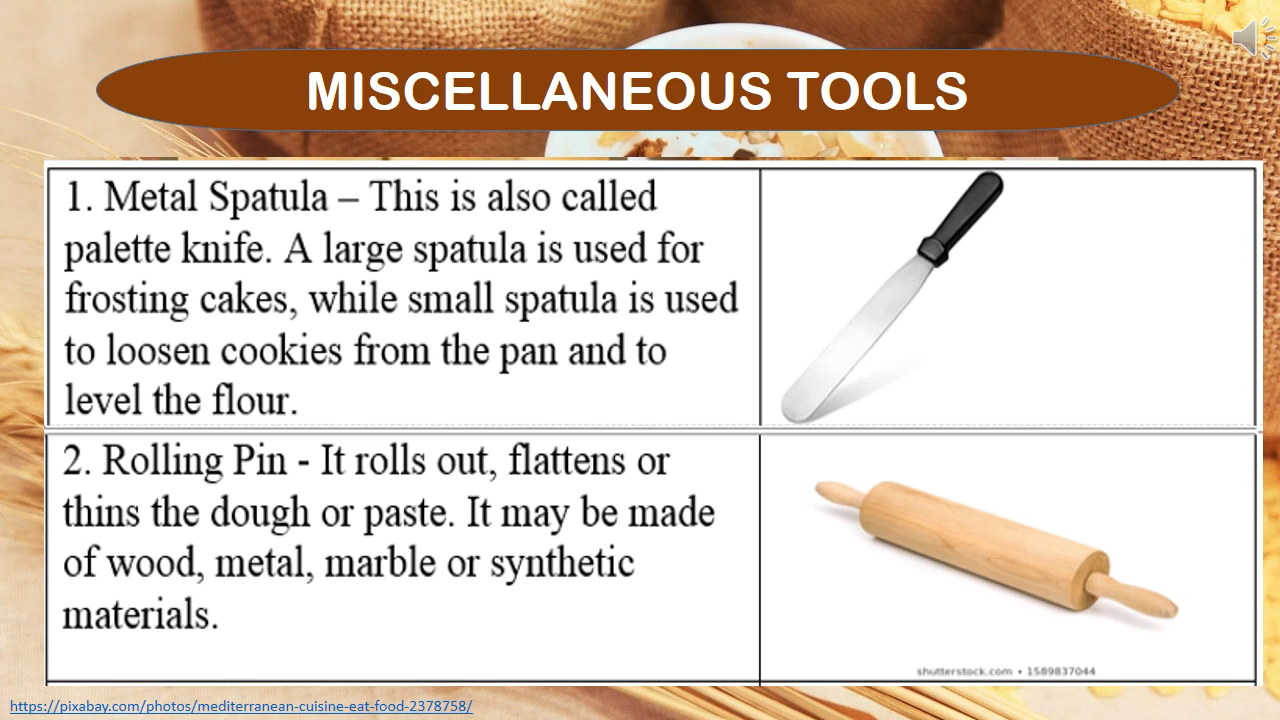 MISCELLANEOUS TOOLS
1. Metal Spatula – This is also called
palette knife. A large spatula is used for
frosting cakes, while small spatula is used
to loosen cookies from the pan and to
level the flour.
2. Rolling Pin - It rolls out, flattens or
thins the dough or paste. It may be made
of wood, metal, marble or synthetic
materials.
shutterstock.com • 1589837044
https://pixabay.com/photos/mediterranean-cuisine-eat-food-2378758/